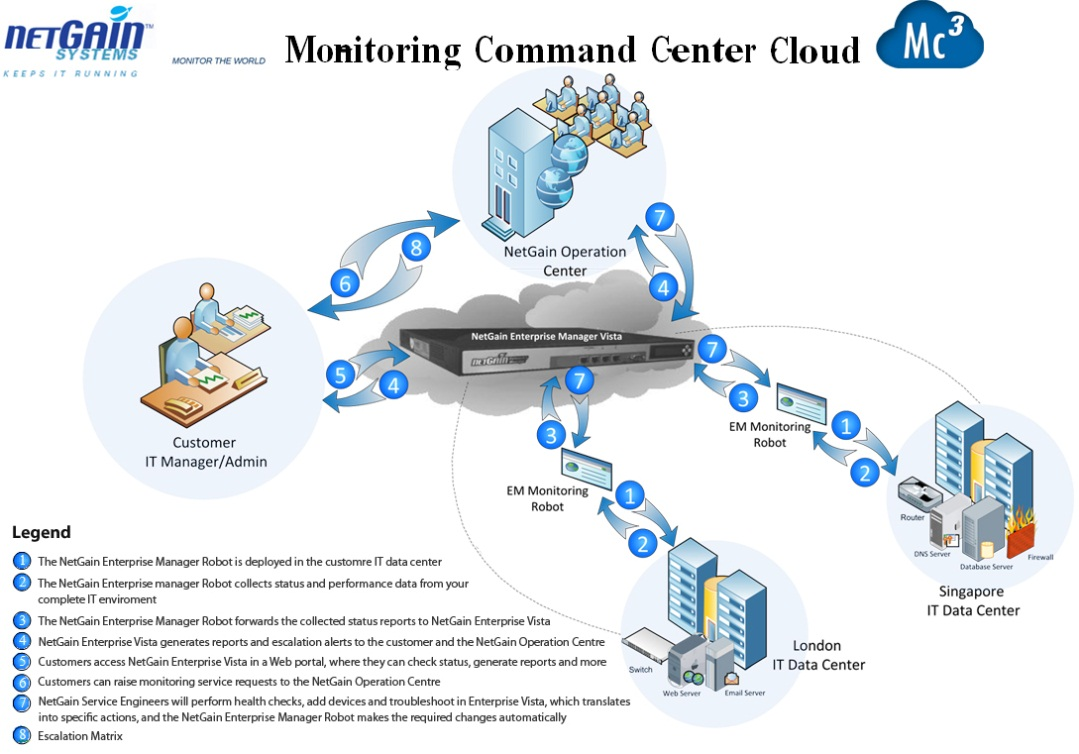 netGain™
SYSTEMS
KEEPS IT RUNNING
MONITOR THE WORLD
Monitoring Command Center Cloud
Mc³
NetGain Operation
Center
7
8
6
4
NetGain Enterprise Manager Vista
netGain
7
5
4
7
3
Customer
IT Manager/Admin
EM Monitoring
Robot
1
3
2
EM Monitoring
Robot
1
2
Router
DNS Server
Database Server
Firewall
Singapore
IT Data Center
Switch
Web Server
Email Server
London
IT Data Center
Legend
1 The NetGain Enterprise Manager Robot is deployed in the customre IT data center
2 The NetGain Enterprise manager Robot collects status and performance data from your
complete IT enviroment
3 The NetGain Enterprise Manager Robot forwards the collected status reports to NetGain Enterprise Vista
4 NetGain Enterprise Vista generates reports and escalation alerts to the customer and the NetGain Operation Centre
5 Customers access NetGain Enterprise Vista in a Web portal, where they can check status, generate reports and more
6 Customers can raise monitoring service requests to the NetGain Operation Centre
7 NetGain Service Engineers will perform health checks, add devices and troubleshoot in Enterprise Vista, which translates
into specific actions, and the NetGain Enterprise Manager Robot makes the required changes automatically
8 Escalation Matrix